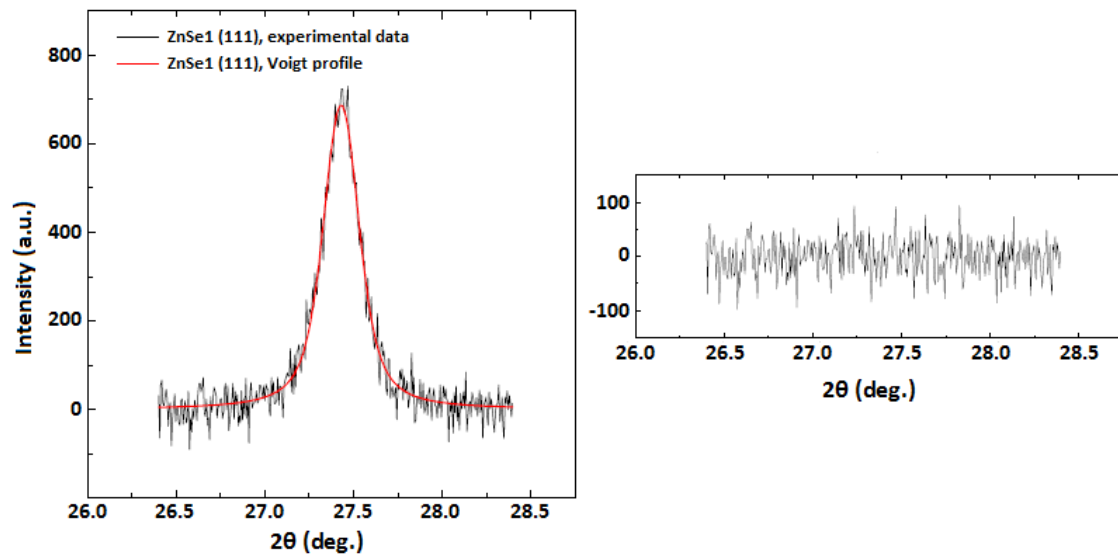 ZnSe1 (111), experimental data
ZnSe1 (111), Voigt profile
800
600
400
200
0
Intensity (a.u.)
26.0 26.5 27.0 27.5 28.0 28.5
2θ (deg.)
100
0
-100
26.0 26.5 27.0 27.5 28.0 28.5
2θ (deg.)